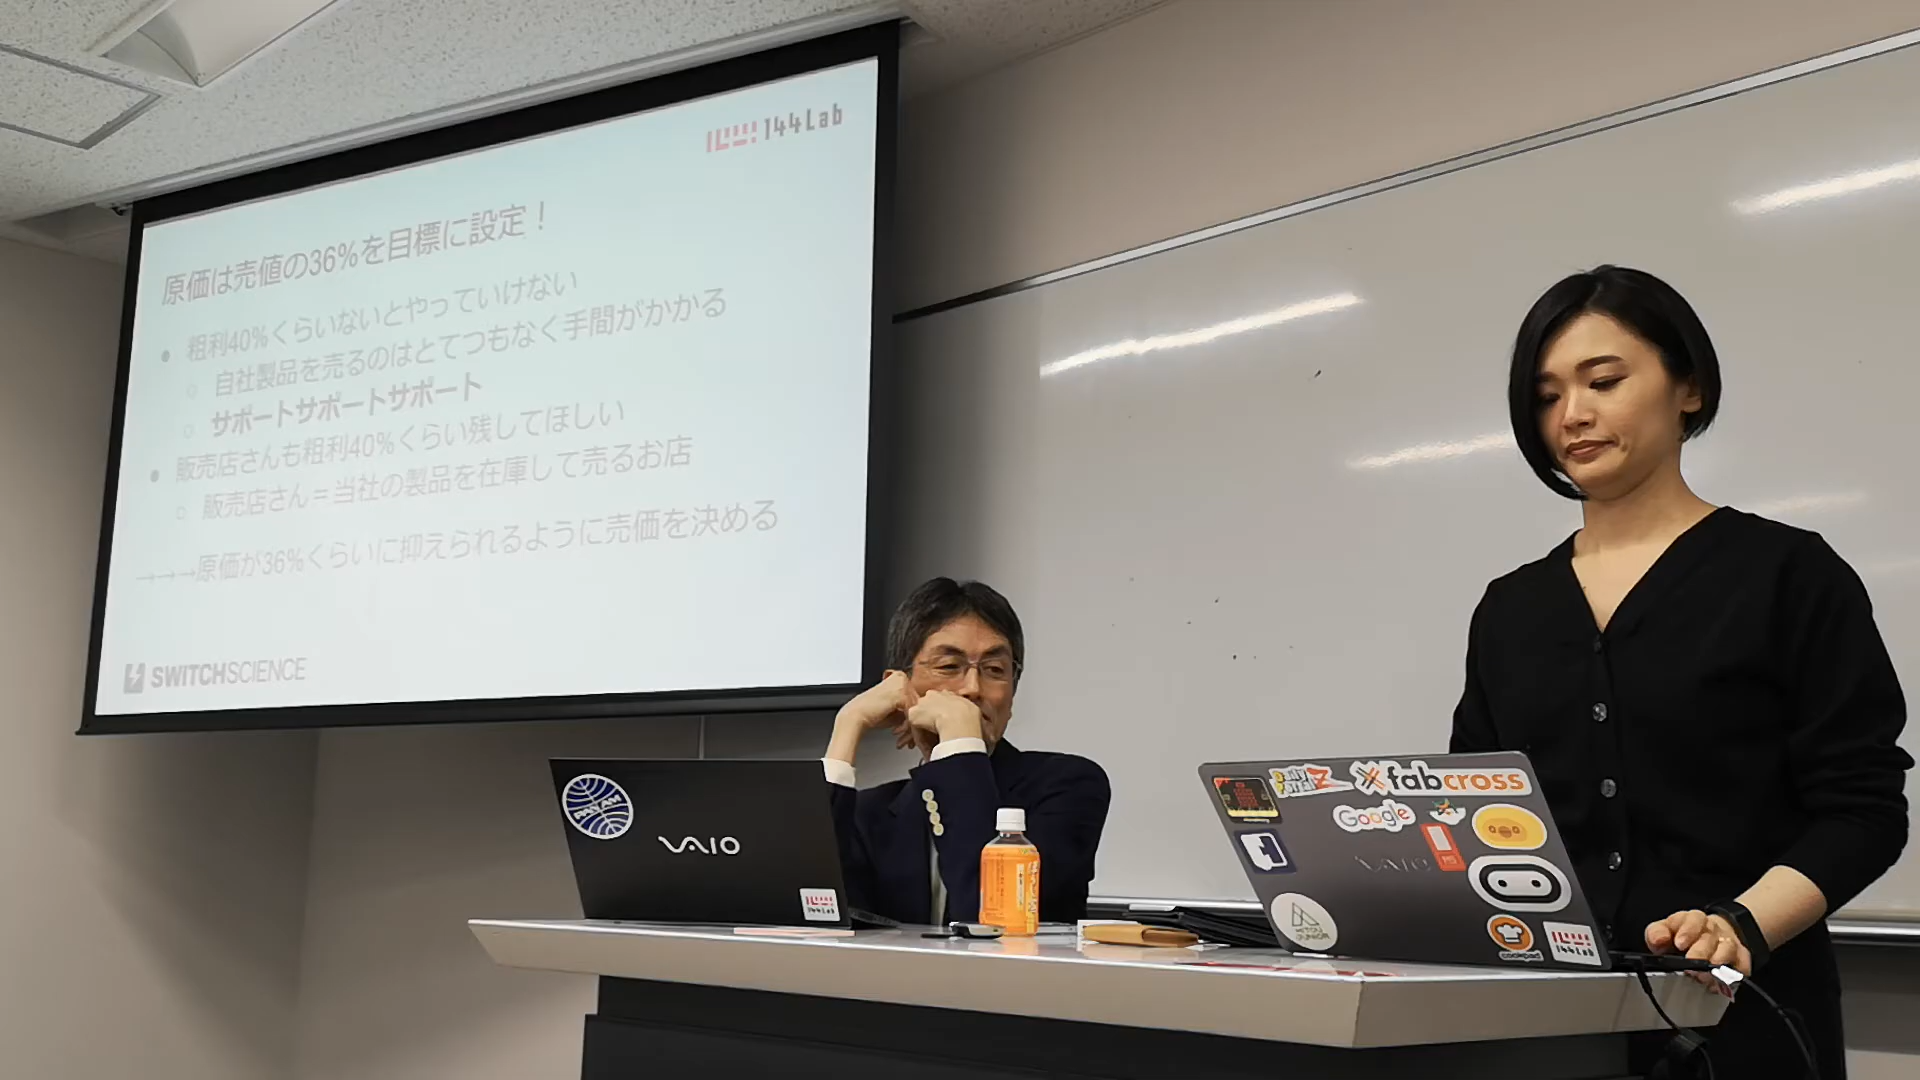 144Lab
原価は売値の36%を目標に設定！
● 粗利40%くらいないとやっていけない
○ 自社製品を売るのはとてつもなく手間がかかる
○ サポートサポートサポート
● 販売店さんも粗利40%くらい残してほしい
○ 販売店さん＝当社の製品を在庫して売るお店
→→→原価が36%くらいに抑えられるように売価を決める
SWITCHSCIENCE
PAN AM
VAIO
144Lab
fabcross
Google
VAIO
MITOU
JUNIOR
cookpad
144Lab